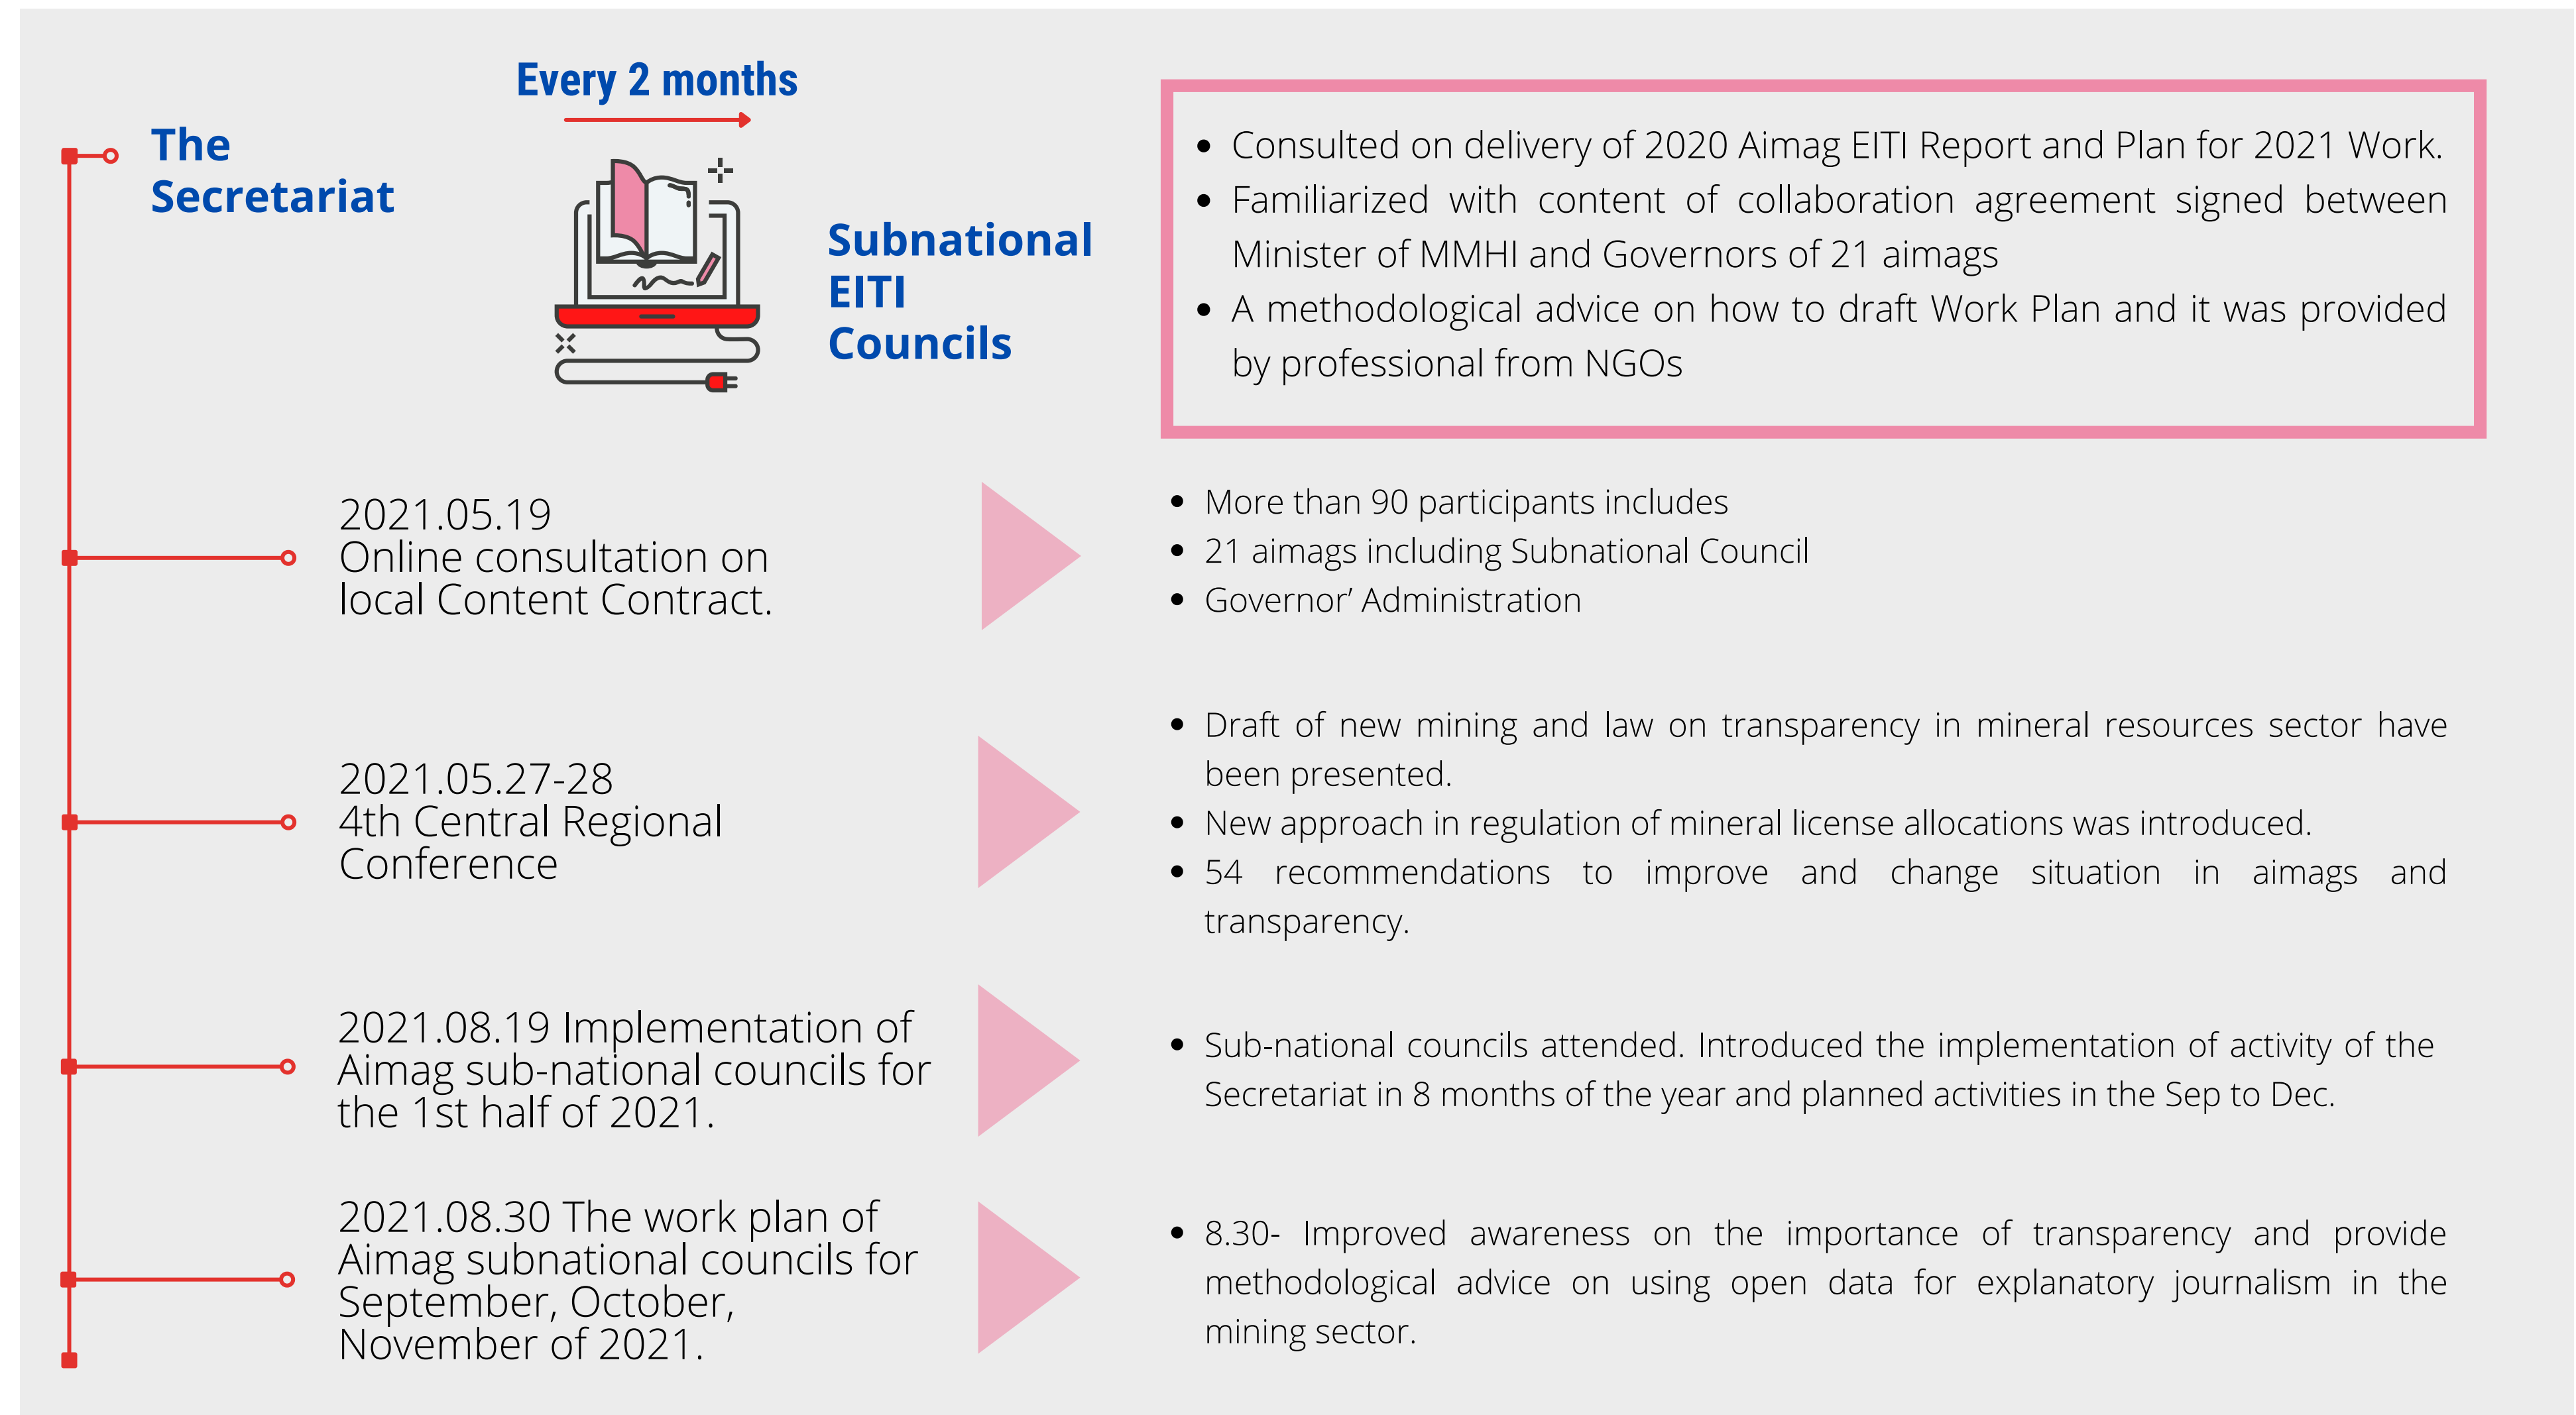 Every 2 months
The
Secretariat
Subnational
EITI
Councils
• Consulted on delivery of 2020 Aimag EITI Report and Plan for 2021 Work.
• Familiarized with content of collaboration agreement signed between
Minister of MMHI and Governors of 21 aimags
• A methodological advice on how to draft Work Plan and it was provided
by professional from NGOs
2021.05.19
Online consultation on
local Content Contract.
• More than 90 participants includes
• 21 aimags including Subnational Council
• Governor’ Administration
2021.05.27-28
4th Central Regional
Conference
• Draft of new mining and law on transparency in mineral resources sector have
been presented.
• New approach in regulation of mineral license allocations was introduced.
• 54 recommendations to improve and change situation in aimags and
transparency.
2021.08.19 Implementation of
Aimag sub-national councils for
the 1st half of 2021.
• Sub-national councils attended. Introduced the implementation of activity of the
Secretariat in 8 months of the year and planned activities in the Sep to Dec.
2021.08.30 The work plan of
Aimag subnational councils for
September, October,
November of 2021.
• 8.30- Improved awareness on the importance of transparency and provide
methodological advice on using open data for explanatory journalism in the
mining sector.